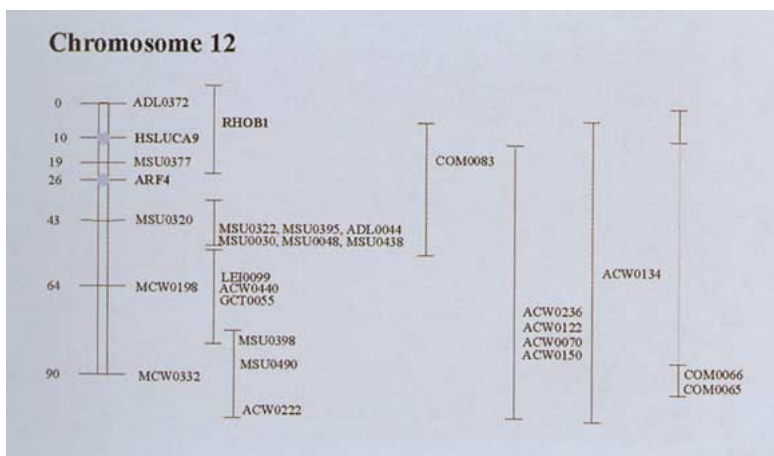 Chromosome 12
0 ADL0372
RHOB1
10 HSLUCA9
19 MSU0377
COM0083
26 ARF4
43 MSU0320
MSU0322, MSU0395, ADL0044
MSU0030, MSU0048, MSU0438
LEI0099
ACW0134
64 MCW0198
ACW0440
GCT0055
ACW0236
ACW0122
MSU0398
ACW0070
ACW0150
MSU0490
90 MCW0332
COM0066
COM0065
ACW0222